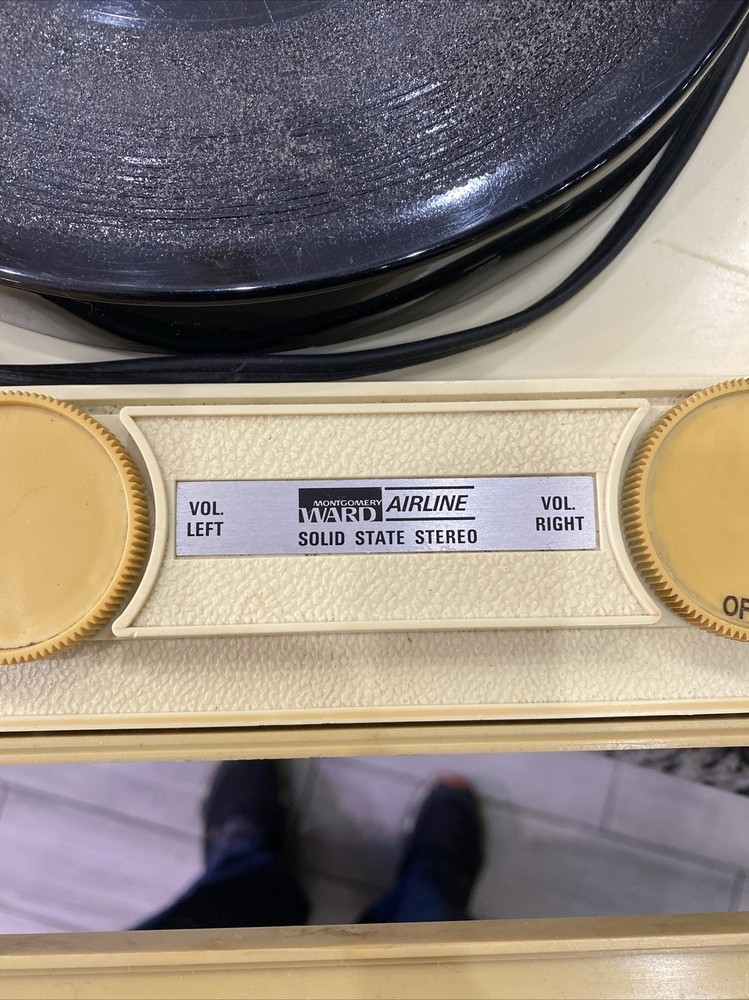 VOL.
LEFT
MONTGOMERY
WARD
AIRLINE
SOLID STATE STEREO
VOL.
RIGHT